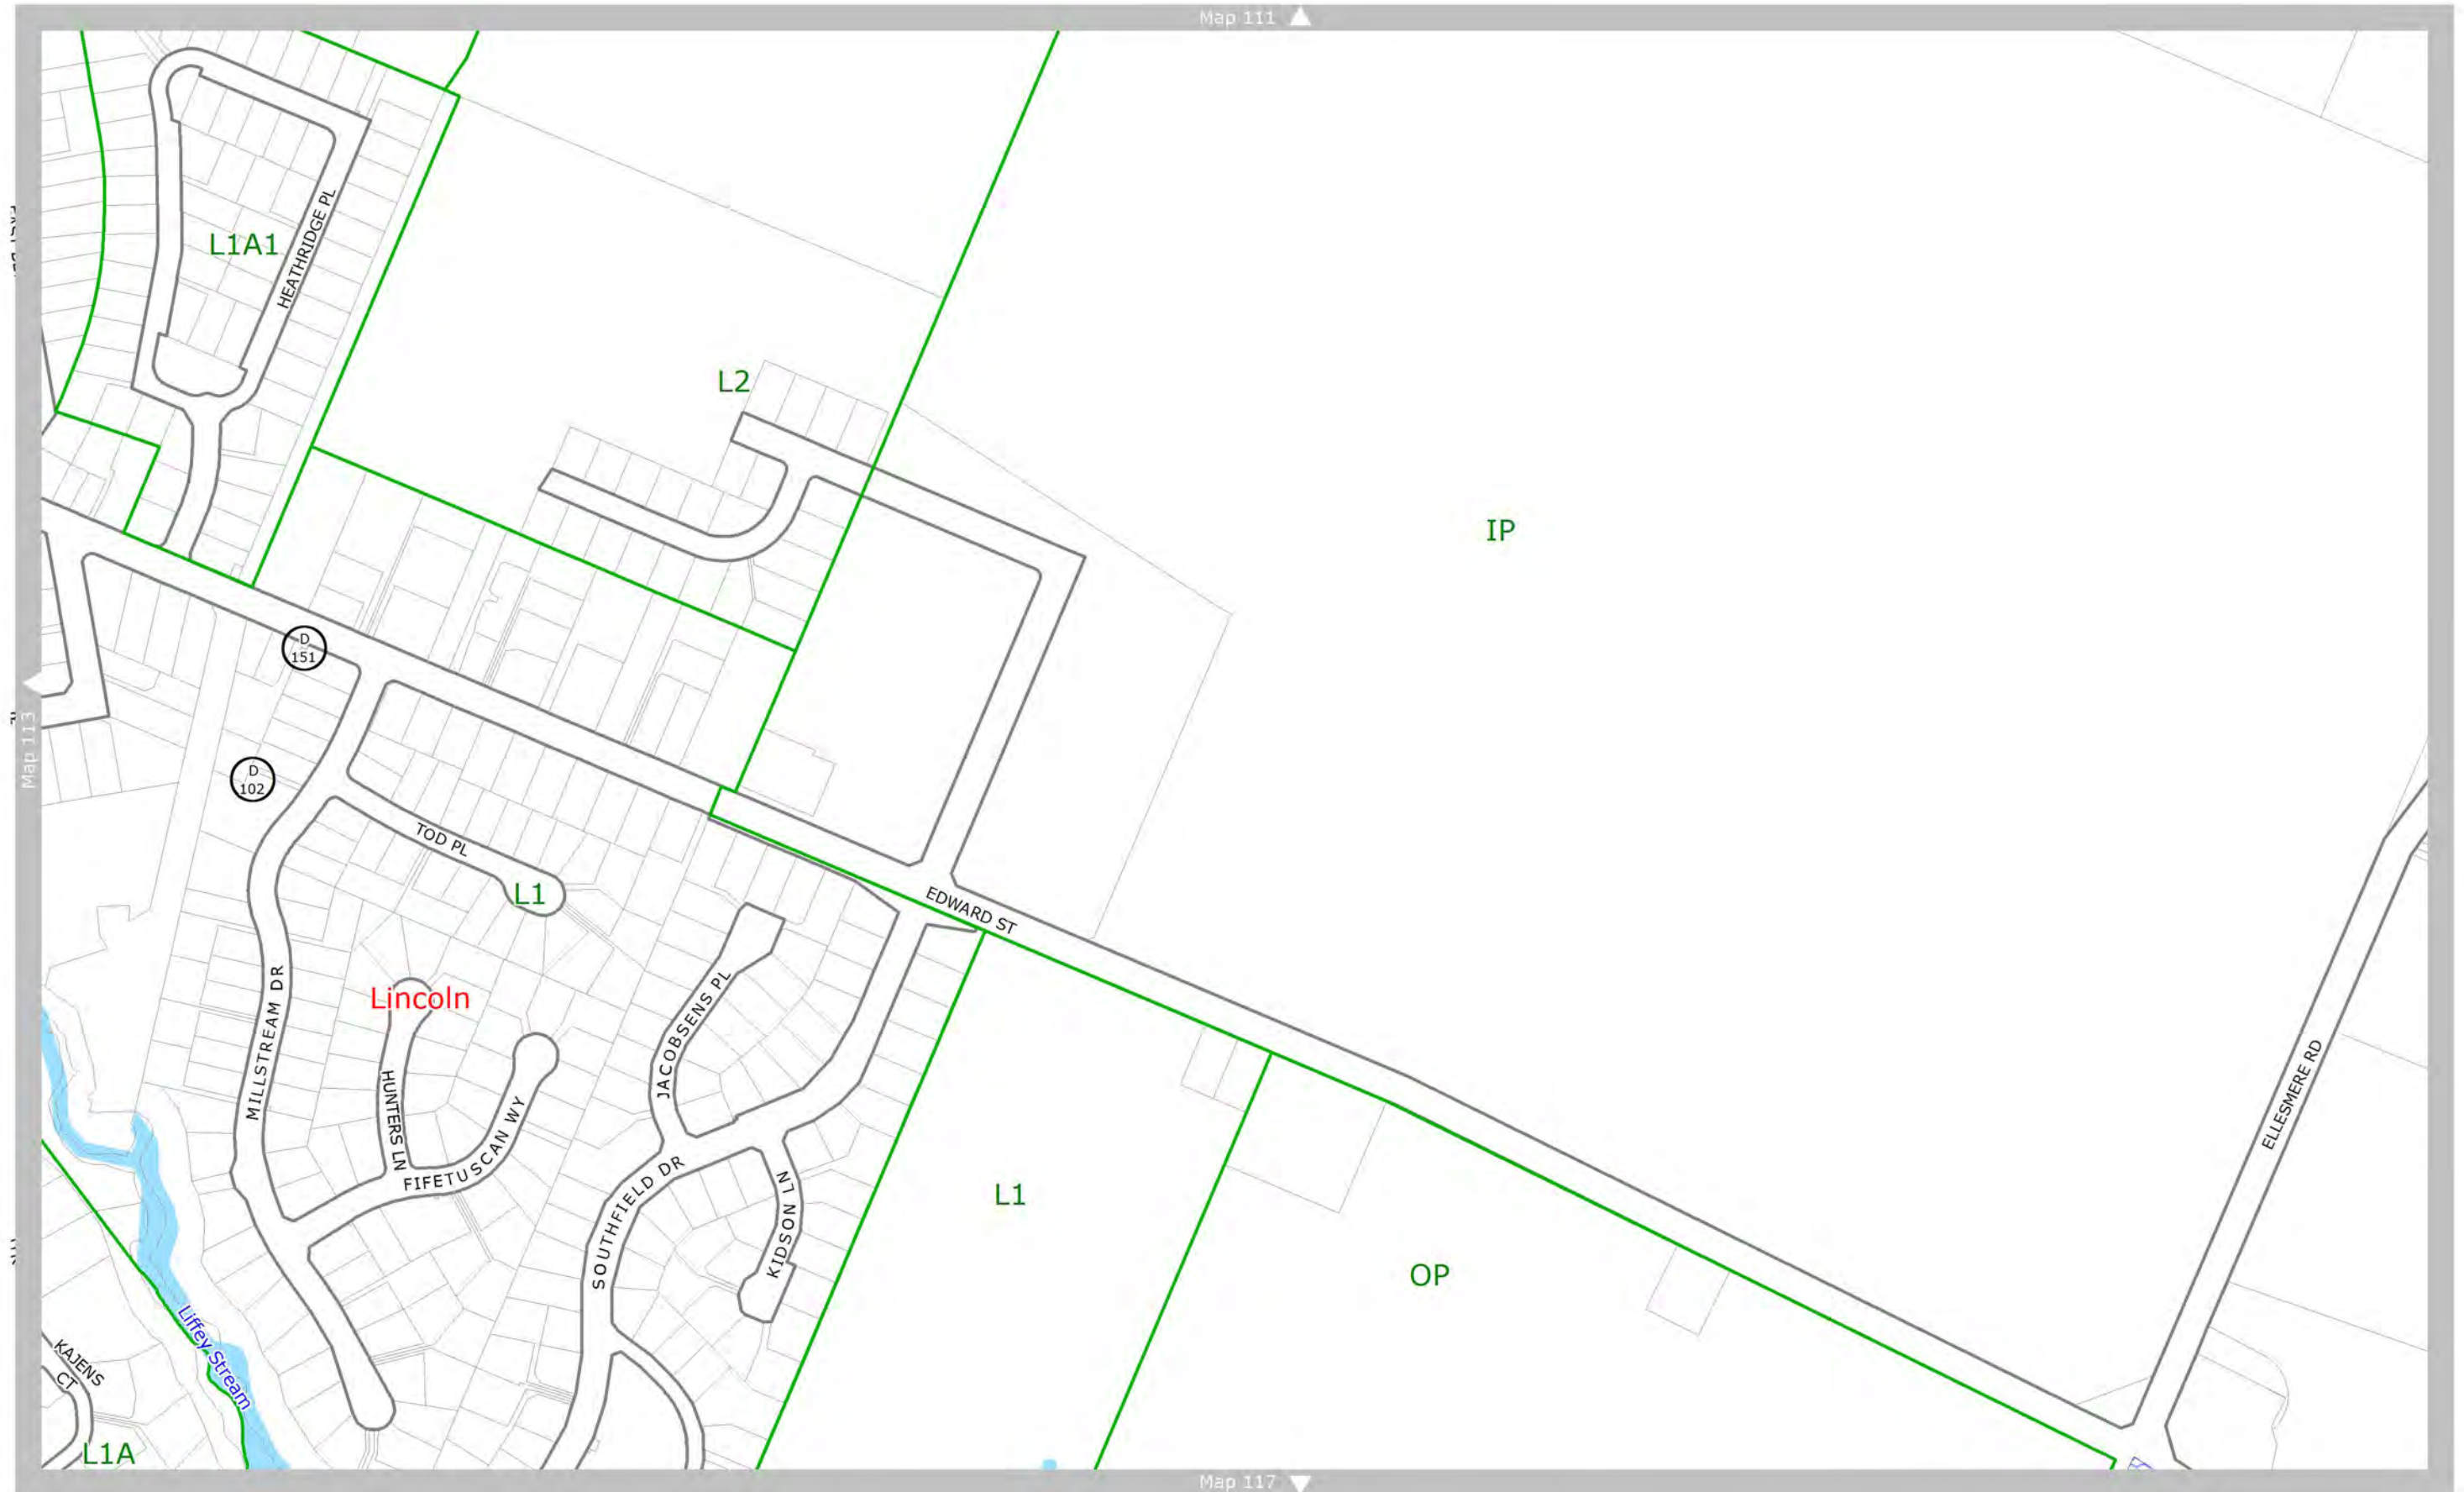 Map 111
L1A1
HEATHRIDGE PL
L2
IP
D
151
Map 113
D
102
TOD PL
L1
EDWARD ST
MILLSTREAM DR
Lincoln
JACOBSENS PL
HUNTERS LN
FIFETUSCAN WY
ELLESMERE RD
SOUTHFIELD DR
KIDSON LN
L1
OP
Liffey Stream
KAJENS
CT
L1A
Map 117